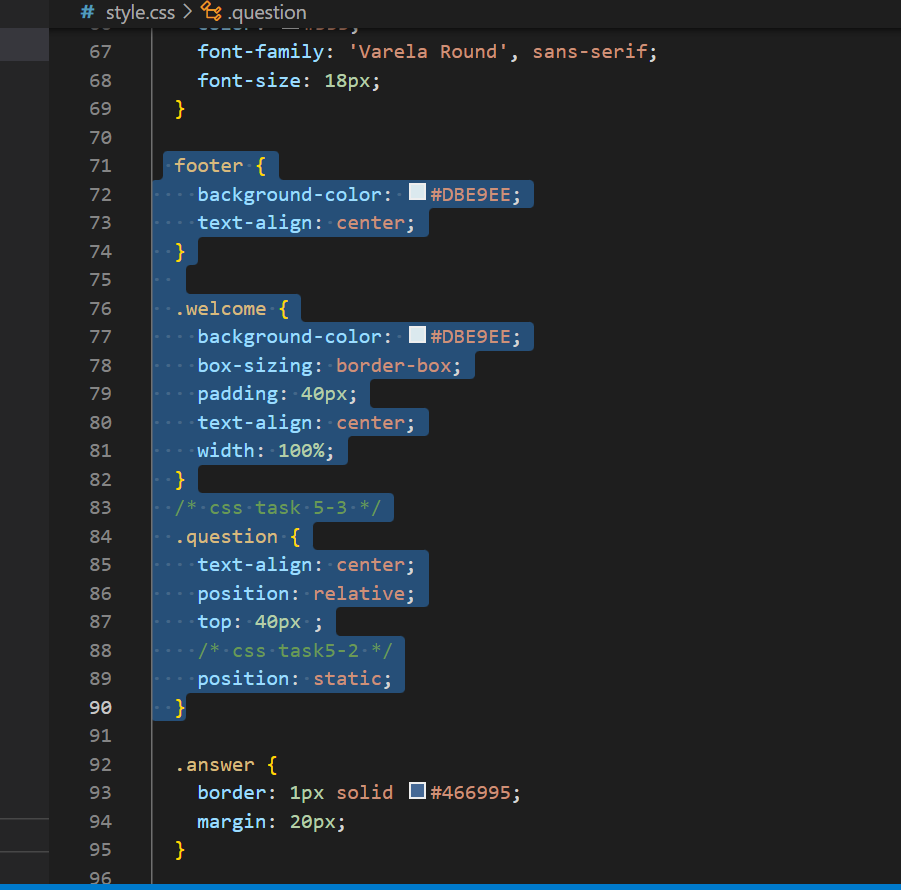 # style.css > .question
67 font-family: 'Varela Round', sans-serif;
68 font-size: 18px;
69 }
70
71 footer {
72 background-color: #DBE9EE;
73 text-align: center;
74 }
75
76 .welcome {
77 background-color: #DBE9EE;
78 box-sizing: border-box;
79 padding: 40px;
80 text-align: center;
81 width: 100%;
82 }
83 /* css task 5-3 */
84 .question {
85 text-align: center;
86 position: relative;
87 top: 40px ;
88 /* css task5-2 */
89 position: static;
90 }
91
92 .answer {
93 border: 1px solid #466995;
94 margin: 20px;
95 }
96